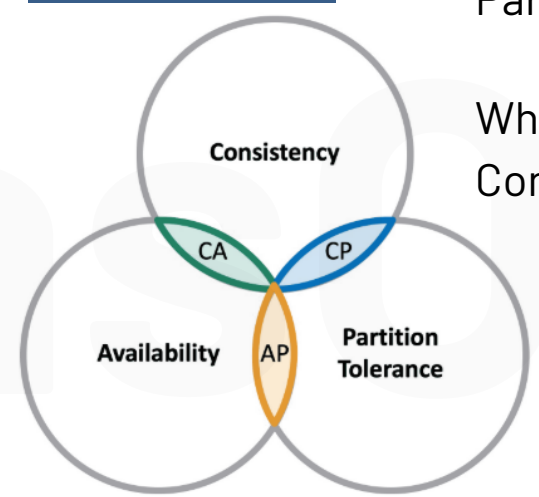 Consistency
CA
CP
Availability
AP
Partition
Tolerance